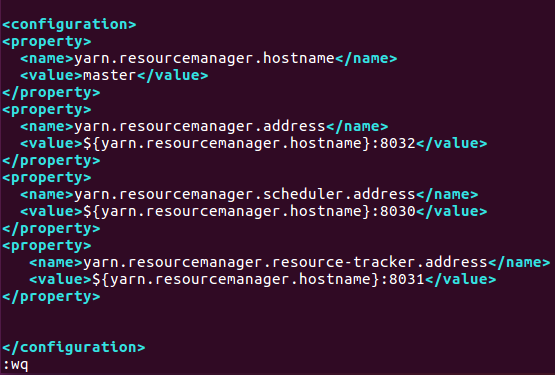 <configuration>
<property>
  <name>yarn.resourcemanager.hostname</name>
  <value>master</value>
</property>
<property>
  <name>yarn.resourcemanager.address</name>
  <value>${yarn.resourcemanager.hostname}:8032</value>
</property>
<property>
  <name>yarn.resourcemanager.scheduler.address</name>
  <value>${yarn.resourcemanager.hostname}:8030</value>
</property>
<property>
   <name>yarn.resourcemanager.resource-tracker.address</name>
   <value>${yarn.resourcemanager.hostname}:8031</value>
</property>
</configuration>
:wq